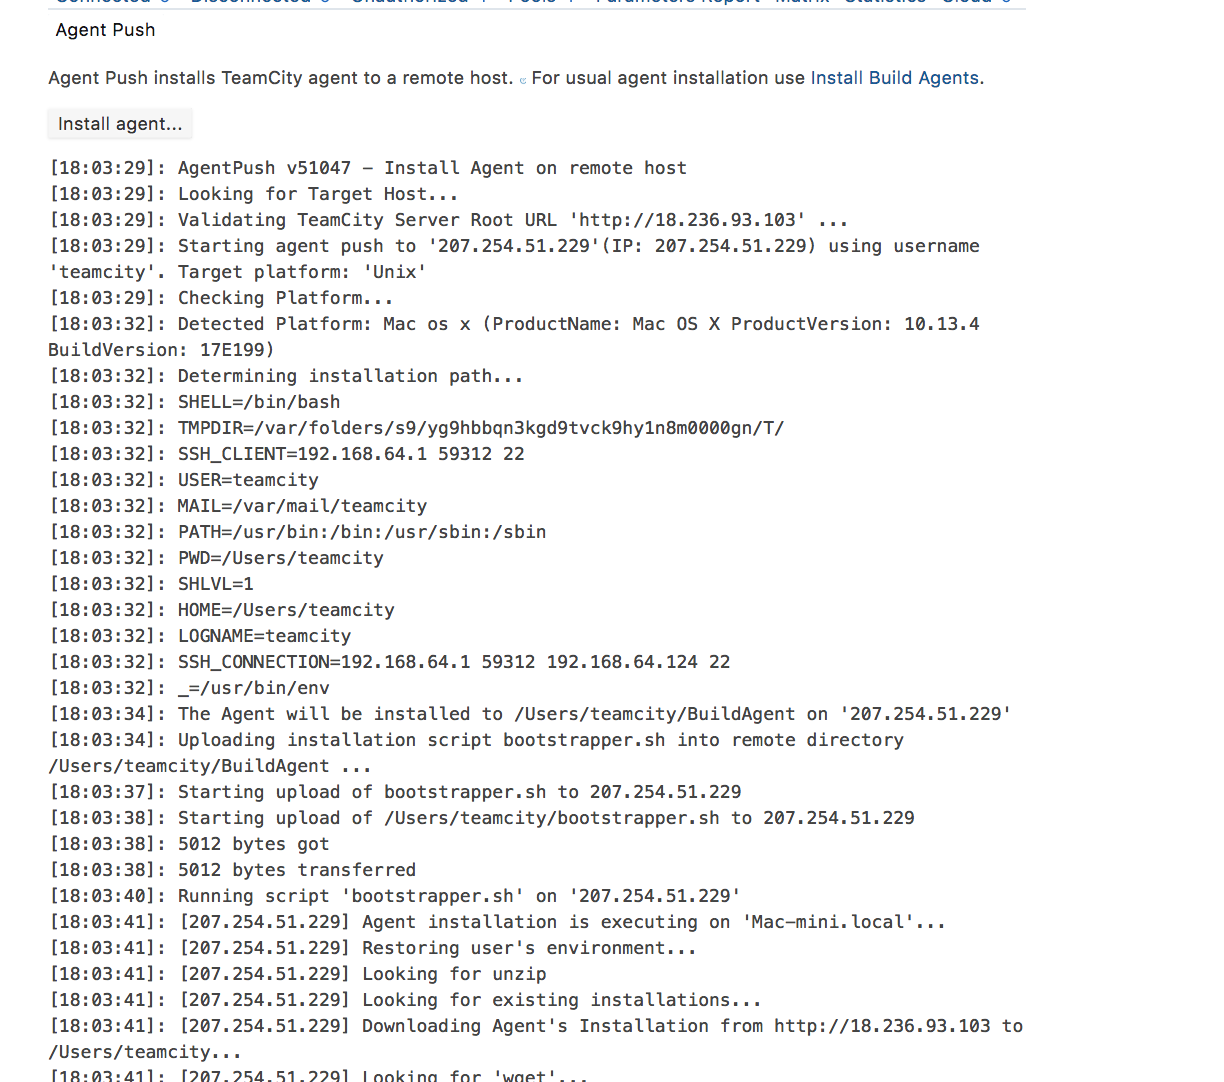 Connected Disconnected Unauthorized Pools Parameters Report Matrix Statistics Cloud
Agent Push
Agent Push installs TeamCity agent to a remote host. For usual agent installation use Install Build Agents.
Install agent...
[18:03:29]: AgentPush v51047 – Install Agent on remote host
[18:03:29]: Looking for Target Host...
[18:03:29]: Validating TeamCity Server Root URL 'http://18.236.93.103' ...
[18:03:29]: Starting agent push to '207.254.51.229'(IP: 207.254.51.229) using username
'teamcity'. Target platform: 'Unix'
[18:03:29]: Checking Platform...
[18:03:32]: Detected Platform: Mac os x (ProductName: Mac OS X ProductVersion: 10.13.4
BuildVersion: 17E199)
[18:03:32]: Determining installation path...
[18:03:32]: SHELL=/bin/bash
[18:03:32]: TMPDIR=/var/folders/s9/yg9hbbqn3kgd9tvck9hy1n8m0000gn/T/
[18:03:32]: SSH_CLIENT=192.168.64.1 59312 22
[18:03:32]: USER=teamcity
[18:03:32]: MAIL=/var/mail/teamcity
[18:03:32]: PATH=/usr/bin:/bin:/usr/sbin:/sbin
[18:03:32]: PWD=/Users/teamcity
[18:03:32]: SHLVL=1
[18:03:32]: HOME=/Users/teamcity
[18:03:32]: LOGNAME=teamcity
[18:03:32]: SSH_CONNECTION=192.168.64.1 59312 192.168.64.124 22
[18:03:32]: _=/usr/bin/env
[18:03:34]: The Agent will be installed to /Users/teamcity/BuildAgent on '207.254.51.229'
[18:03:34]: Uploading installation script bootstrapper.sh into remote directory
/Users/teamcity/BuildAgent ...
[18:03:37]: Starting upload of bootstrapper.sh to 207.254.51.229
[18:03:38]: Starting upload of /Users/teamcity/bootstrapper.sh to 207.254.51.229
[18:03:38]: 5012 bytes got
[18:03:38]: 5012 bytes transferred
[18:03:40]: Running script 'bootstrapper.sh' on '207.254.51.229'
[18:03:41]: [207.254.51.229] Agent installation is executing on 'Mac–mini.local'...
[18:03:41]: [207.254.51.229] Restoring user's environment...
[18:03:41]: [207.254.51.229] Looking for unzip
[18:03:41]: [207.254.51.229] Looking for existing installations...
[18:03:41]: [207.254.51.229] Downloading Agent's Installation from http://18.236.93.103 to
/Users/teamcity...
[18:03:41]: [207.254.51.229] Looking for 'wget'...